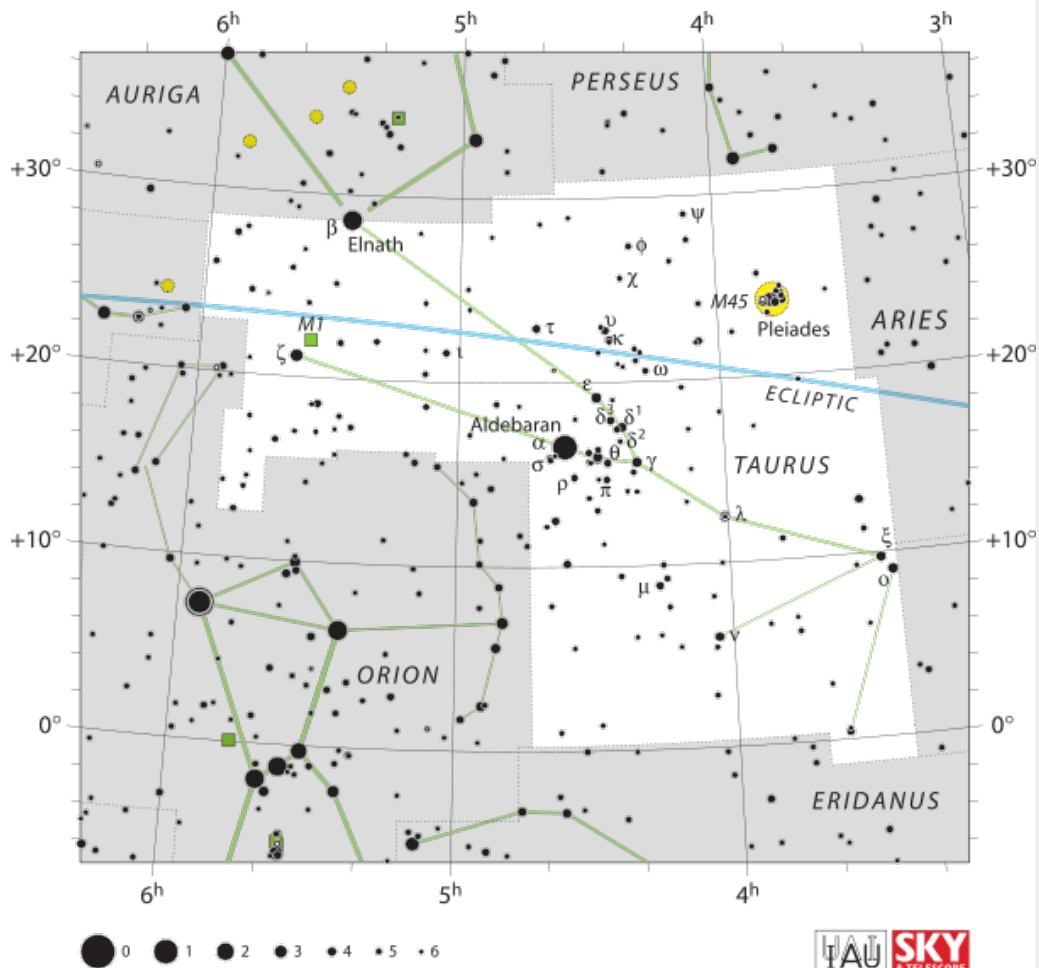 6h 5h 4h 3h
AURIGA
PERSEUS
+30° +30°
ψ
β
Elnath
ϕ
χ
M45
Pleiades
M1
τ
υ
κ
ARIES
+20° +20°
ζ
ι
ω
ε
ECLIPTIC
δ³ δ¹
Aldebaran
α
δ²
σ
θ
γ
TAURUS
ρ
π
λ
+10° +10°
ξ
ο
μ
ν
ORION
0° 0°
ERIDANUS
6h 5h 4h
0 1 2 3 4 5 6
IAU
SKY
& TELESCOPE